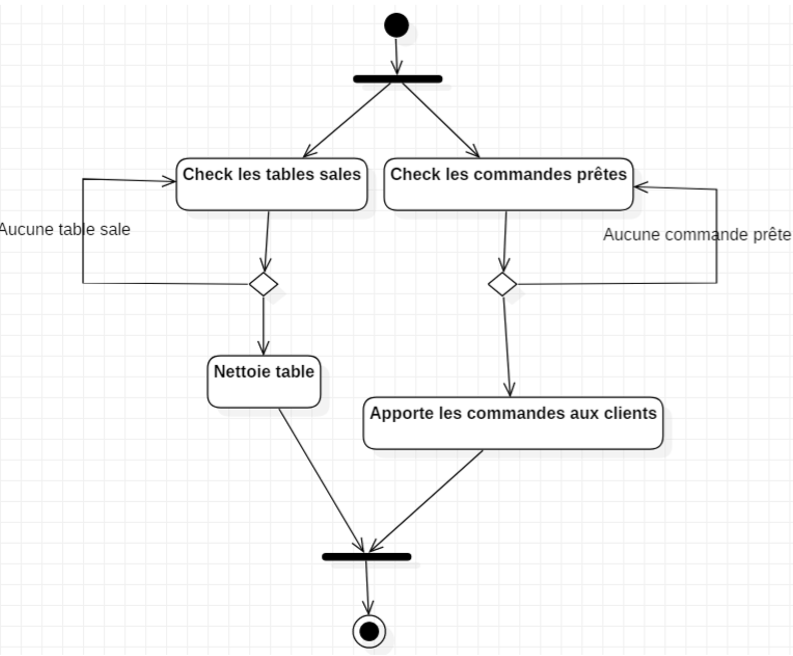 Check les tables sales
Check les commandes prêtes
Aucune table sale
Aucune commande prête
Nettoie table
Apporte les commandes aux clients